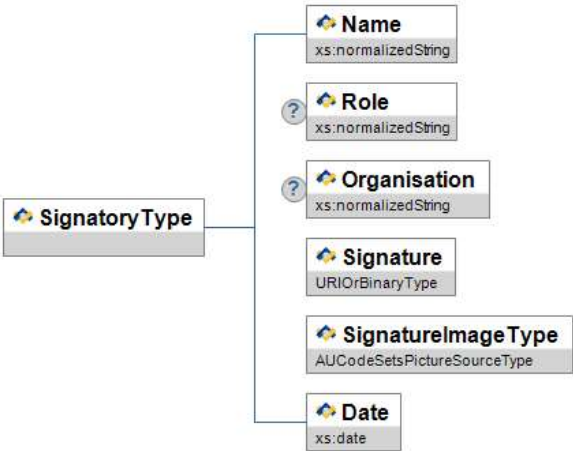 Name
xs:normalizedString
? Role
xs:normalizedString
? Organisation
xs:normalizedString
SignatoryType
Signature
URIOrBinaryType
SignatureImageType
AUCodeSetsPictureSourceType
Date
xs:date